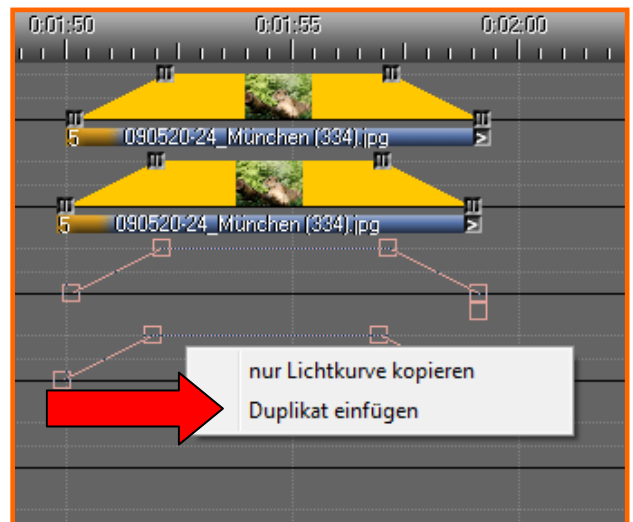 0:01:50 0:01:55 0:02:00
5 090520-24_München (334).jpg >
5 090520-24_München (334).jpg >
nur Lichtkurve kopieren
Duplikat einfügen